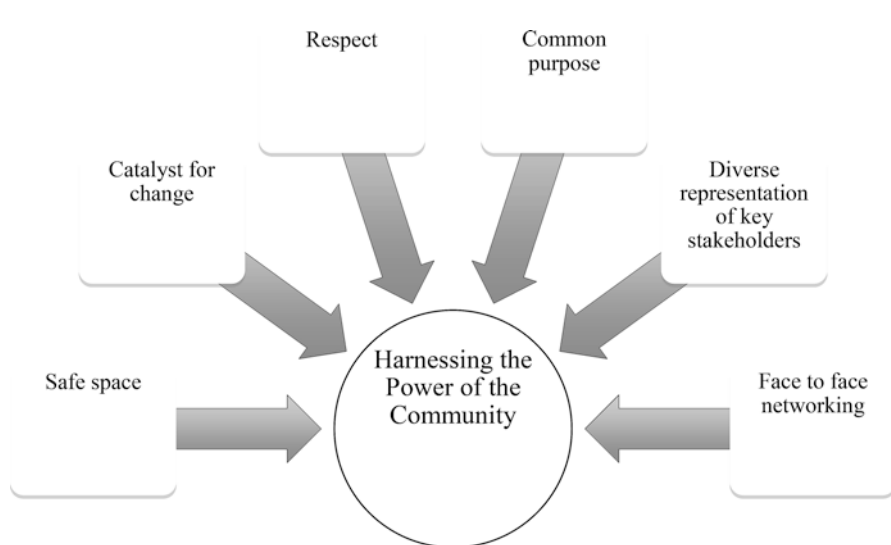 Respect
Common
purpose
Catalyst for
change
Diverse
representation
of key
stakeholders
Safe space
Harnessing the
Power of the
Community
Face to face
networking